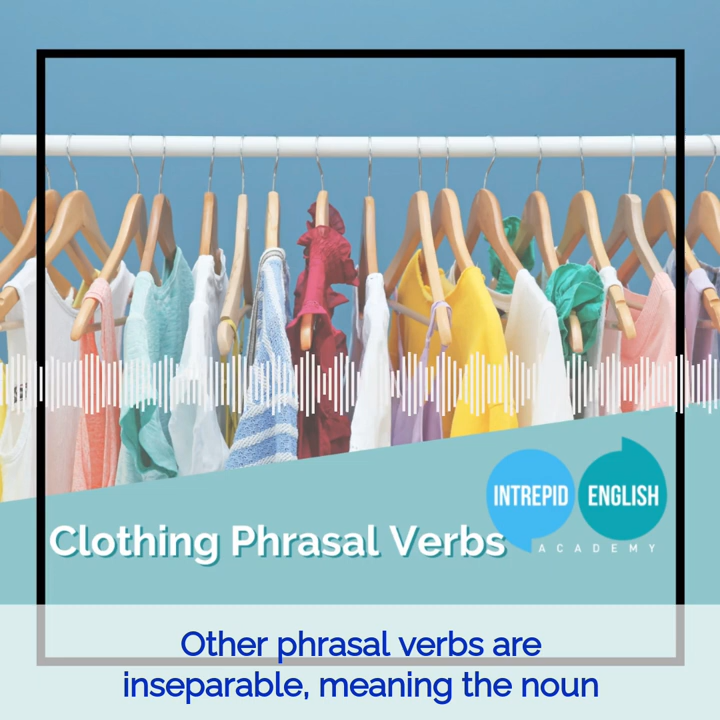 INTREPID ENGLISH
ACADEMY
Clothing Phrasal Verbs
Other phrasal verbs are
inseparable, meaning the noun